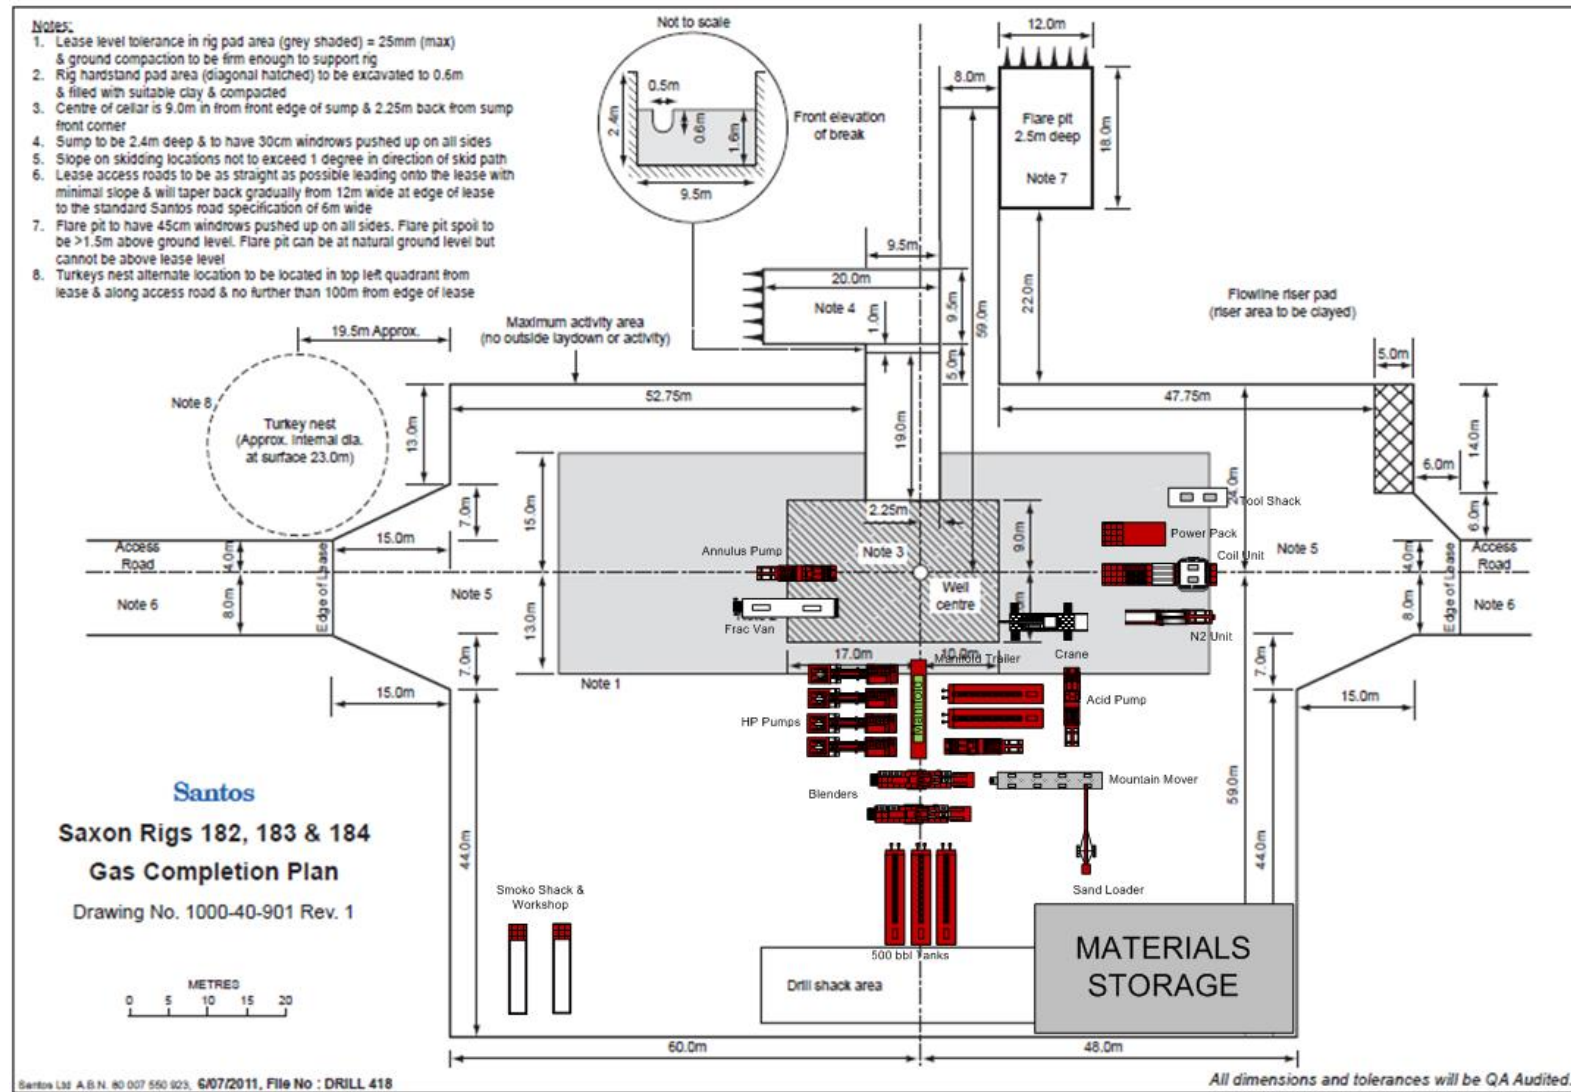 Notes:
1. Lease level tolerance in rig pad area (grey shaded) = 25mm (max)
& ground compaction to be firm enough to support rig
2. Rig hardstand pad area (diagonal hatched) to be excavated to 0.6m
& filled with suitable clay & compacted
3. Centre of cellar is 9.0m in from front edge of sump & 2.25m back from sump
front corner
4. Sump to be 2.4m deep & to have 30cm windrows pushed up on all sides
5. Slope on skidding locations not to exceed 1 degree in direction of skid path
6. Lease access roads to be as straight as possible leading onto the lease with
minimal slope & will taper back gradually from 12m wide at edge of lease
to the standard Santos road specification of 6m wide
7. Flare pit to have 45cm windrows pushed up on all sides. Flare pit spoil to
be >1.5m above ground level. Flare pit can be at natural ground level but
cannot be above lease level
8. Turkeys nest alternate location to be located in top left quadrant from
lease & along access road & no further than 100m from edge of lease
Not to scale
0.5m
2.4m
0.6m
1.6m
9.5m
Front elevation
of break
12.0m
8.0m
Flare pit
2.5m deep
Note 7
18.0m
9.5m
20.0m
Note 4
1.0m
9.5m
59.0m
22.0m
5.0m
Flowline riser pad
(riser area to be clayed)
5.0m
19.5m Approx.
Maximum activity area
(no outside laydown or activity)
52.75m
47.75m
Note 8
Turkey nest
(Approx. Internal dia.
at surface 23.0m)
13.0m
19.0m
14.0m
6.0m
7.0m
15.0m
2.25m
9.0m
24.0m
Tool Shack
6.0m
Power Pack
Access
Road
4.0m
15.0m
Annulus Pump
Note 3
Coil Unit
Note 5
4.0m
Access
Road
Edge of Lease
Note 6
8.0m
Note 5
13.0m
Well
centre
Frac Van
N2 Unit
Edge of Lease
8.0m
Note 6
7.0m
17.0m
10.0m
Manifold Trailer
Crane
7.0m
15.0m
Note 1
Manifold
HP Pumps
Acid Pump
15.0m
Blenders
Mountain Mover
59.0m
44.0m
44.0m
Sand Loader
Santos
Saxon Rigs 182, 183 & 184
Gas Completion Plan
Drawing No. 1000-40-901 Rev. 1
Smoko Shack &
Workshop
500 bbl Tanks
Drill shack area
MATERIALS
STORAGE
METRES
0 5 10 15 20
60.0m
48.0m
Santos Ltd A.B.N. 80 007 550 923, 6/07/2011, File No : DRILL 418
All dimensions and tolerances will be QA Audited.